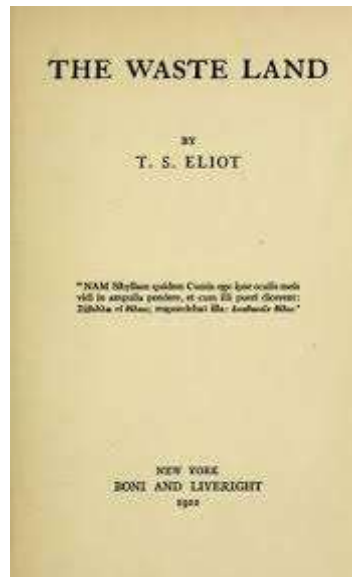 THE WASTE LAND
BY
T. S. ELIOT
"NAM Sibyllam quidem Cumis ego ipse oculis meis
vidi in ampulla pendere, et cum illi pueri dicerent:
respondebat illa:
NEW YORK
BONI AND LIVERIGHT
1922